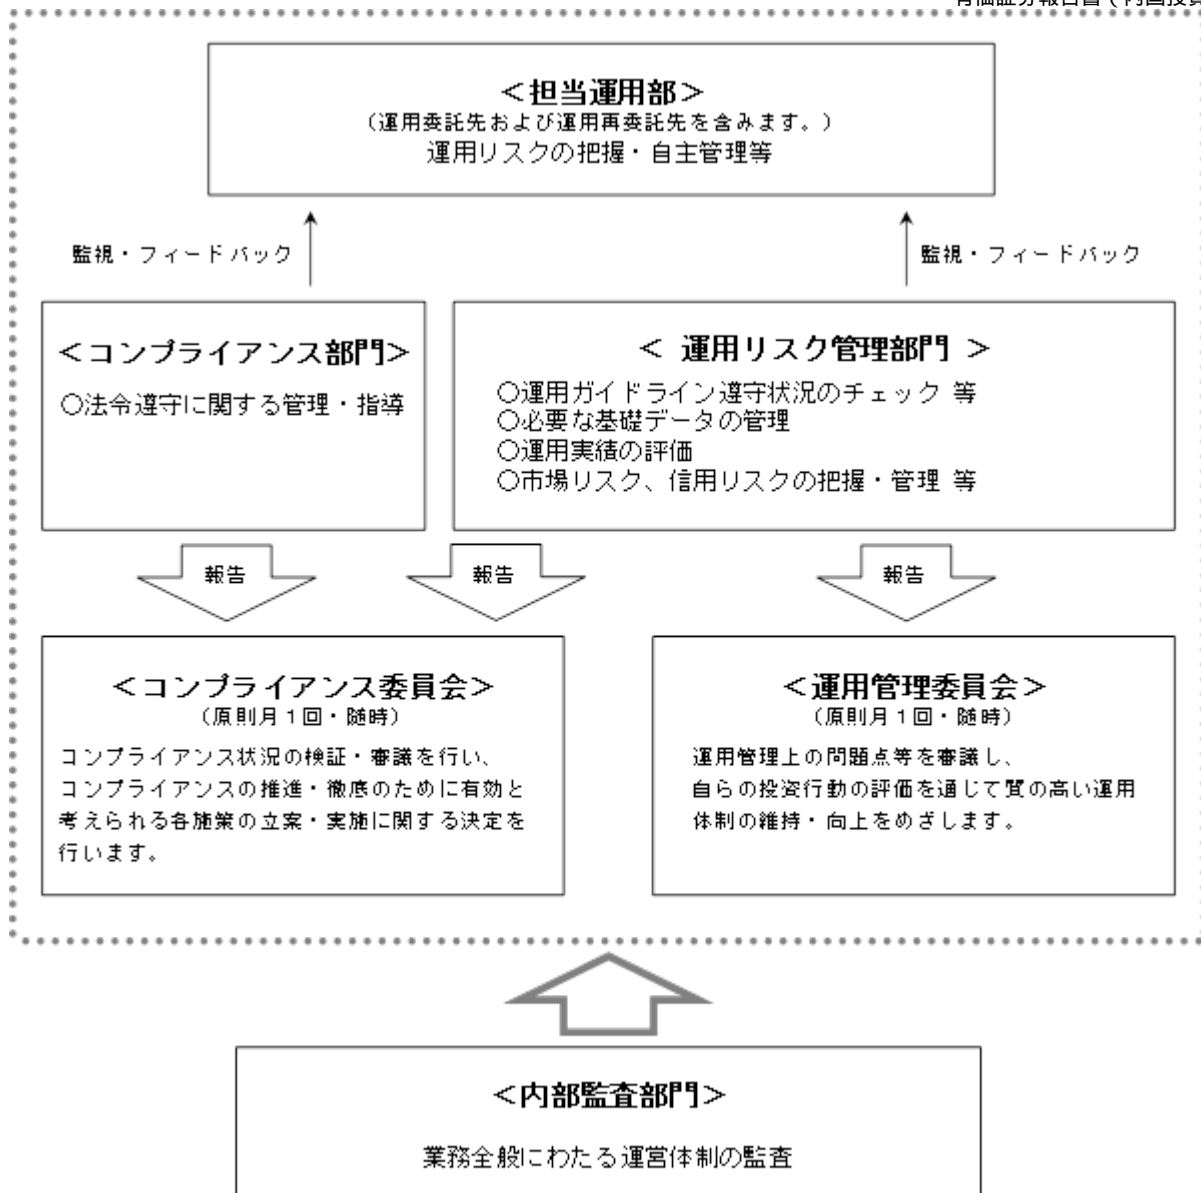 有価証券報告書(内国投資
<担当運用部>
(運用委託先および運用再委託先を含みます。)
運用リスクの把握・自主管理等
監視・フィードバック
監視・フィードバック
<コンプライアンス部門>
○法令遵守に関する管理・指導
< 運用リスク管理部門 >
○運用ガイドライン遵守状況のチェック 等
○必要な基礎データの管理
○運用実績の評価
○市場リスク、信用リスクの把握・管理 等
報告
報告
報告
<コンプライアンス委員会>
(原則月1回・随時)
コンプライアンス状況の検証・審議を行い、
コンプライアンスの推進・徹底のために有効と
考えられる各施策の立案・実施に関する決定を
行います。
<運用管理委員会>
(原則月1回・随時)
運用管理上の問題点等を審議し、
自らの投資行動の評価を通じて質の高い運用
体制の維持・向上をめざします。
<内部監査部門>
業務全般にわたる運営体制の監査